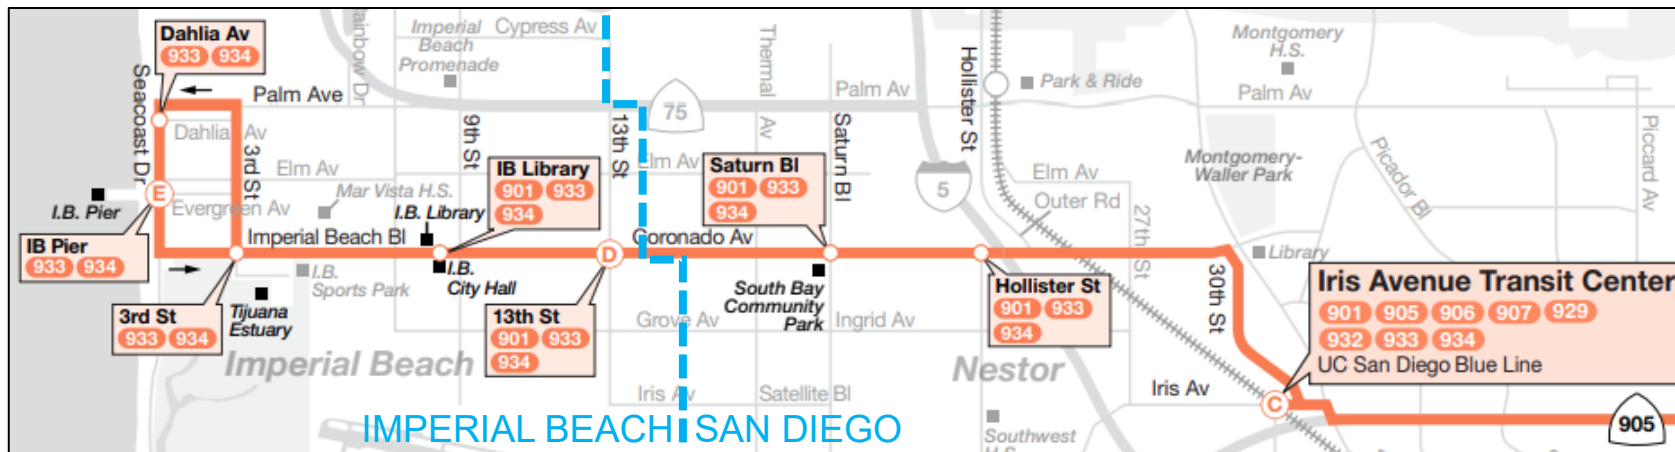 Dahlia Av
933 934
Seacoast Dr
Palm Ave
Dahlia Av
3rd St
Elm Av
Evergreen Av
E
I.B. Pier
IB Pier
933 934
3rd St
933 934
Tijuana
Estuary
Imperial Beach Bl
Mar Vista H.S.
I.B.
Sports Park
Imperial Beach
Imperial
Beach
Promenade
Cypress Av
9th St
I.B. Library
IB Library
901 933
934
I.B.
City Hall
13th St
D
13th St
901 933
934
75
Elm Av
Coronado Av
Grove Av
Iris Av
Thermal
Av
Palm Av
Saturn Bl
Saturn Bl
901 933
934
South Bay
Community
Park
Ingrid Av
Satellite Bl
IMPERIAL BEACH
SAN DIEGO
5
Hollister St
Park & Ride
Hollister St
901 933
934
Nestor
Southwest
Elm Av
Outer Rd
27th St
30th St
Iris Av
C
Montgomery
H.S.
Palm Av
Montgomery-
Waller Park
Library
Picador Bl
Piccard Av
Iris Avenue Transit Center
901 905 906 907 929
932 933 934
UC San Diego Blue Line
905